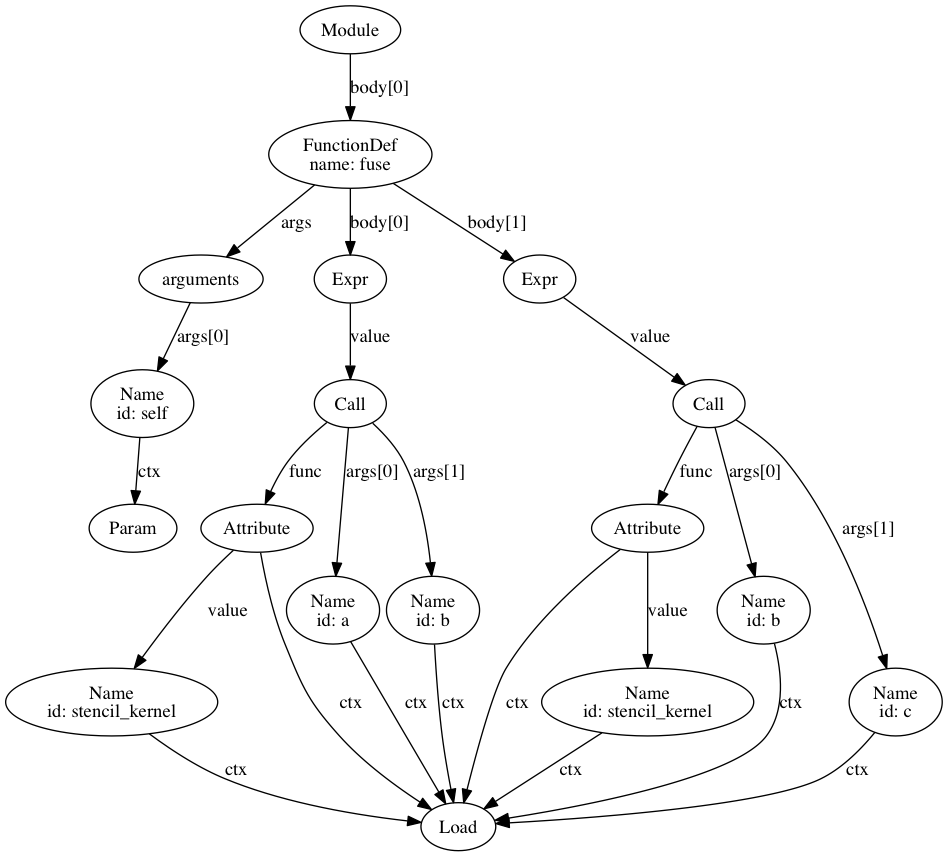 Module
body[0]
FunctionDef
name: fuse
args
body[0]
body[1]
arguments
Expr
Expr
args[0]
value
value
Name
id: self
Call
Call
ctx
func
args[0]
args[1]
func
args[0]
args[1]
Param
Attribute
Attribute
value
Name
id: a
Name
id: b
value
Name
id: b
Name
id: stencil_kernel
ctx
ctx
ctx
ctx
Name
id: stencil_kernel
ctx
Name
id: c
ctx
ctx
ctx
Load